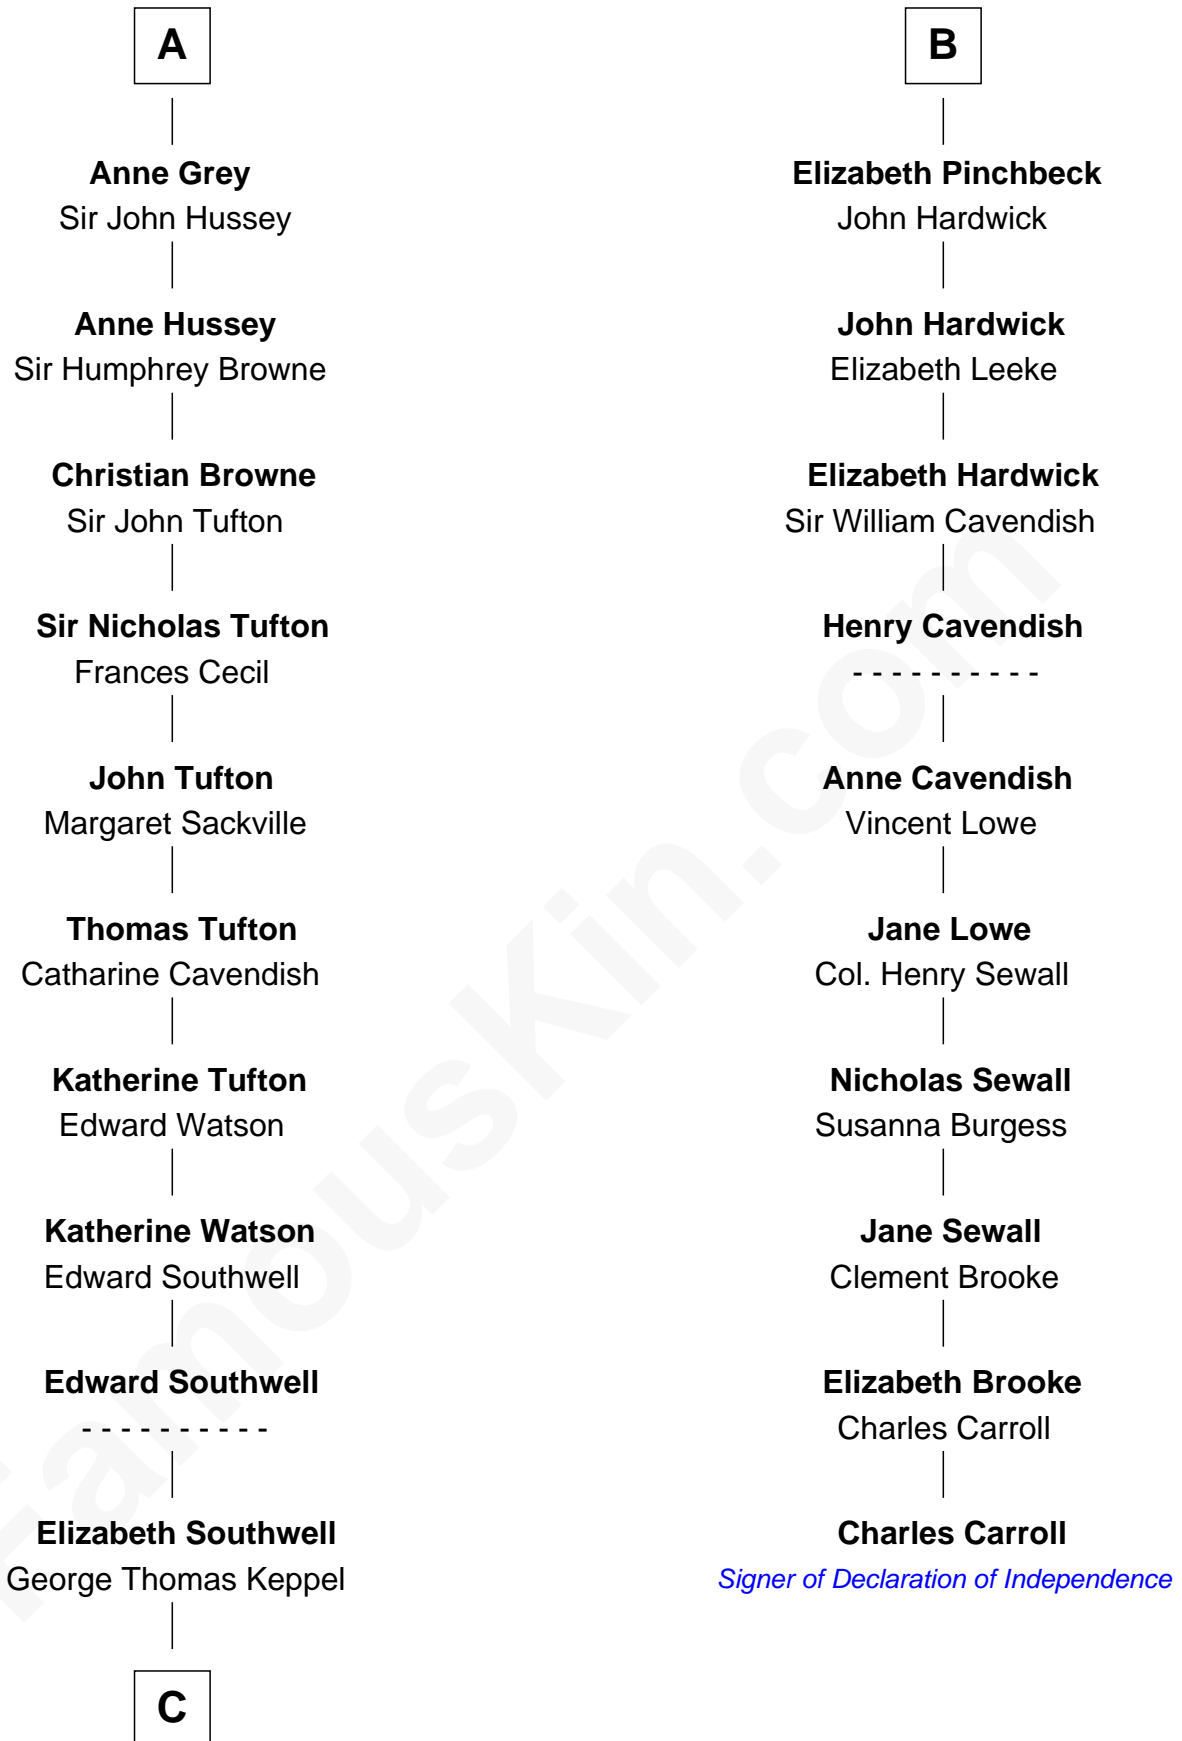 A
Anne Grey
Sir John Hussey
Anne Hussey
Sir Humphrey Browne
Christian Browne
Sir John Tufton
Sir Nicholas Tufton
Frances Cecil
John Tufton
Margaret Sackville
Thomas Tufton
Catharine Cavendish
Katherine Tufton
Edward Watson
Katherine Watson
Edward Southwell
Edward Southwell
- - - - - - - - - -
Elizabeth Southwell
George Thomas Keppel
C
B
Elizabeth Pinchbeck
John Hardwick
John Hardwick
Elizabeth Leeke
Elizabeth Hardwick
Sir William Cavendish
Henry Cavendish
- - - - - - - - - -
Anne Cavendish
Vincent Lowe
Jane Lowe
Col. Henry Sewall
Nicholas Sewall
Susanna Burgess
Jane Sewall
Clement Brooke
Elizabeth Brooke
Charles Carroll
Charles Carroll
Signer of Declaration of Independence
FamousKin.com